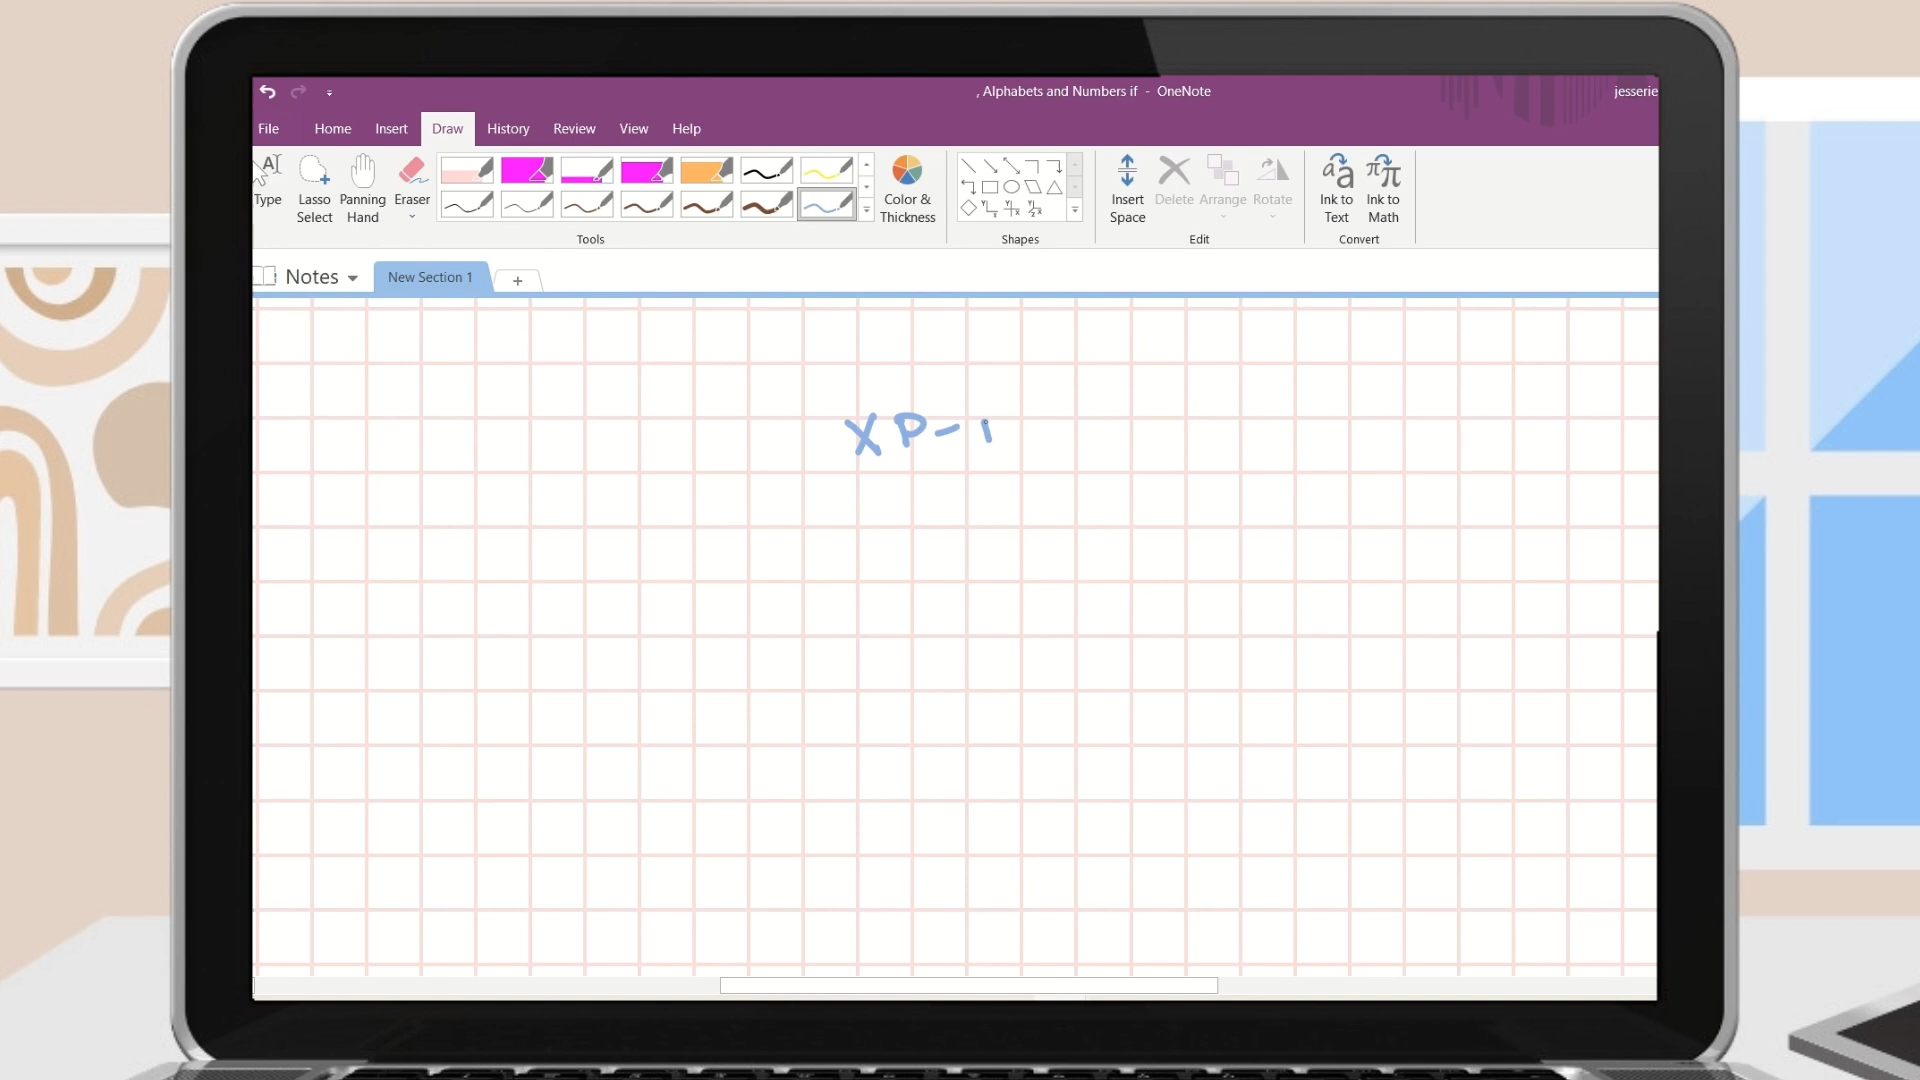 , Alphabets and Numbers if - OneNote
jesserie
File Home Insert Draw History Review View Help
Type
Lasso Select
Panning Hand
Eraser
Color & Thickness
Insert Space
Delete
Arrange
Rotate
Ink to Text
Ink to Math
Tools
Shapes
Edit
Convert
Notes
New Section 1
XP-